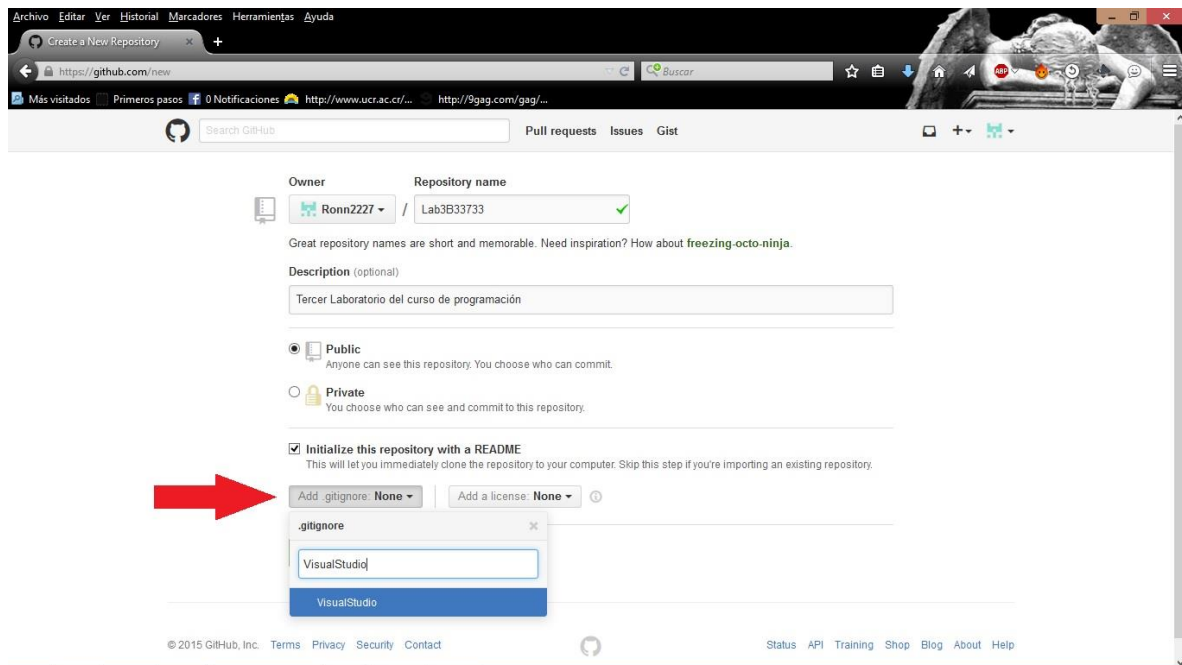 Archivo Editar Ver Historial Marcadores Herramientas Ayuda
Create a New Repository × +
https://github.com/new
Buscar
ABP
Más visitados Primeros pasos 0 Notificaciones http://www.ucr.ac.cr/... http://9gag.com/gag/...
Search GitHub Pull requests Issues Gist
Owner Repository name
Ronn2227 / Lab3B33733
Great repository names are short and memorable. Need inspiration? How about freezing-octo-ninja.
Description (optional)
Tercer Laboratorio del curso de programación
Public
Anyone can see this repository. You choose who can commit.
Private
You choose who can see and commit to this repository.
Initialize this repository with a README
This will let you immediately clone the repository to your computer. Skip this step if you're importing an existing repository.
Add .gitignore: None Add a license: None
.gitignore
VisualStudio
VisualStudio
© 2015 GitHub, Inc. Terms Privacy Security Contact Status API Training Shop Blog About Help